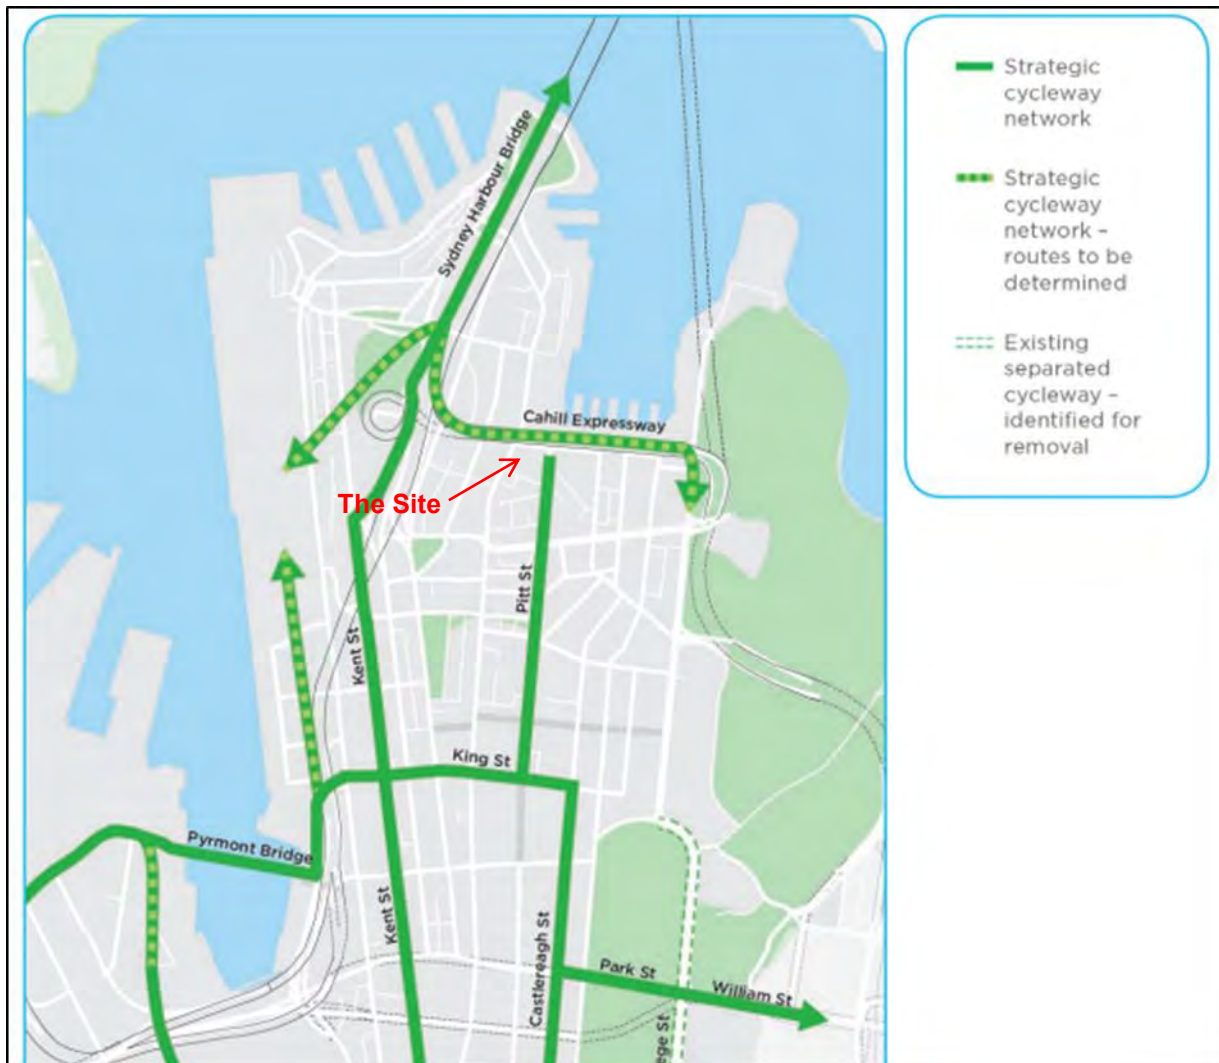 Strategic
cycleway
network
Strategic
cycleway
network –
routes to be
determined
Existing
separated
cycleway –
identified for
removal
Sydney Harbour Bridge
Cahill Expressway
The Site
Pitt St
Kent St
King St
Pyrmont Bridge
Kent St
Castlereagh St
Park St
William St
ege St